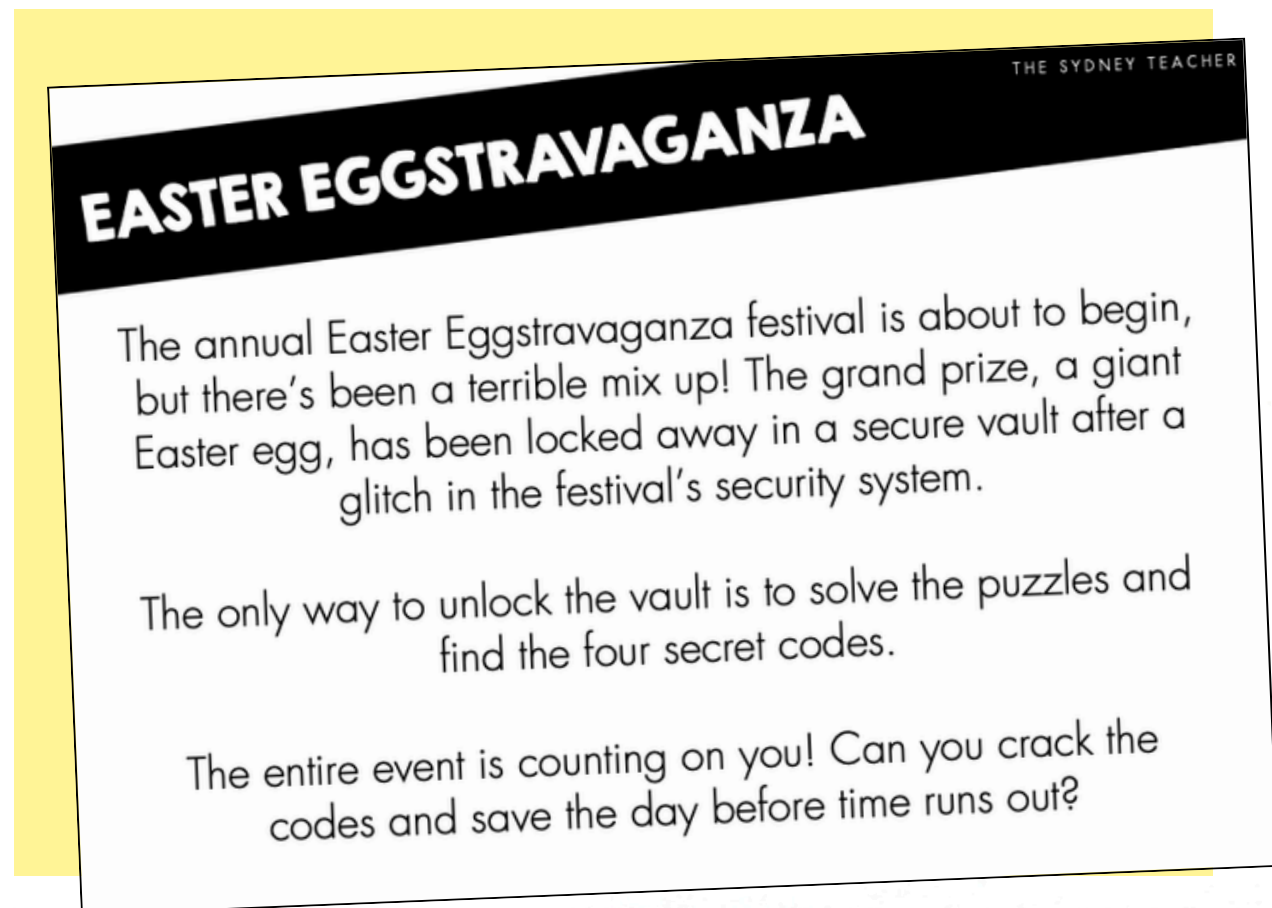 THE SYDNEY TEACHER
EASTER EGGSTRAVAGANZA
The annual Easter Eggstravaganza festival is about to begin,
but there's been a terrible mix up! The grand prize, a giant
Easter egg, has been locked away in a secure vault after a
glitch in the festival's security system.
The only way to unlock the vault is to solve the puzzles and
find the four secret codes.
The entire event is counting on you! Can you crack the
codes and save the day before time runs out?